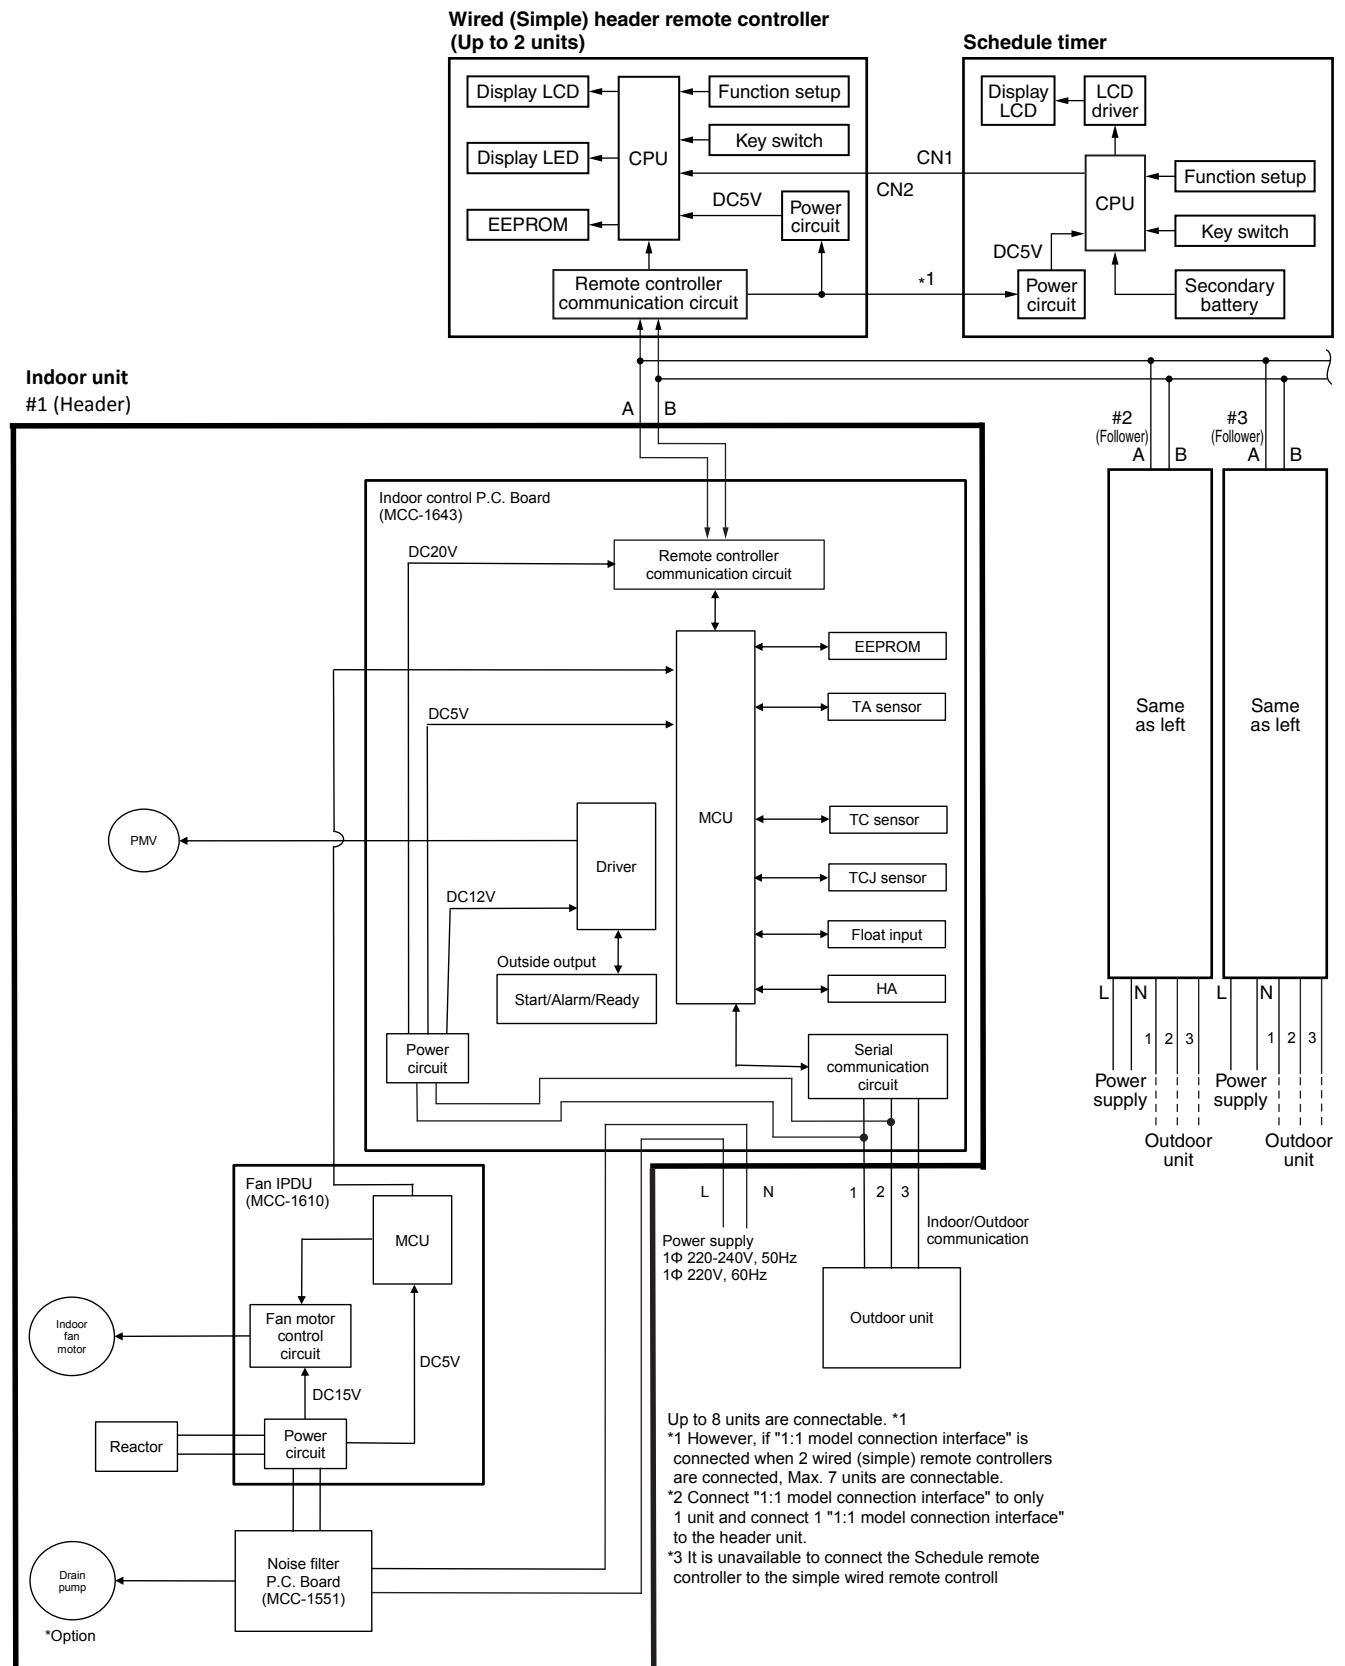 Wired (Simple) header remote controller
(Up to 2 units)
Display LCD
Display LED
EEPROM
CPU
Function setup
Key switch
DC5V
Power
circuit
Remote controller
communication circuit
CN1
CN2
*1
Schedule timer
Display
LCD
LCD
driver
CPU
Function setup
Key switch
DC5V
Power
circuit
Secondary
battery
Indoor unit
#1 (Header)
A
B
#2
(Follower)
A
B
#3
(Follower)
A
B
Same
as left
Same
as left
L
N
1
2
3
Power
supply
Outdoor
unit
L
N
1
2
3
Power
supply
Outdoor
unit
Indoor control P.C. Board
(MCC-1643)
DC20V
Remote controller
communication circuit
EEPROM
TA sensor
DC5V
MCU
TC sensor
TCJ sensor
Float input
HA
PMV
Driver
DC12V
Outside output
Start/Alarm/Ready
Power
circuit
Serial
communication
circuit
Fan IPDU
(MCC-1610)
MCU
Fan motor
control
circuit
DC5V
DC15V
Power
circuit
Indoor
fan
motor
Reactor
Noise filter
P.C. Board
(MCC-1551)
Drain
pump
*Option
L
N
Power supply
1Φ 220-240V, 50Hz
1Φ 220V, 60Hz
1
2
3
Indoor/Outdoor
communication
Outdoor unit
Up to 8 units are connectable. *1
*1 However, if "1:1 model connection interface" is
connected when 2 wired (simple) remote controllers
are connected, Max. 7 units are connectable.
*2 Connect "1:1 model connection interface" to only
1 unit and connect 1 "1:1 model connection interface"
to the header unit.
*3 It is unavailable to connect the Schedule remote
controller to the simple wired remote controll